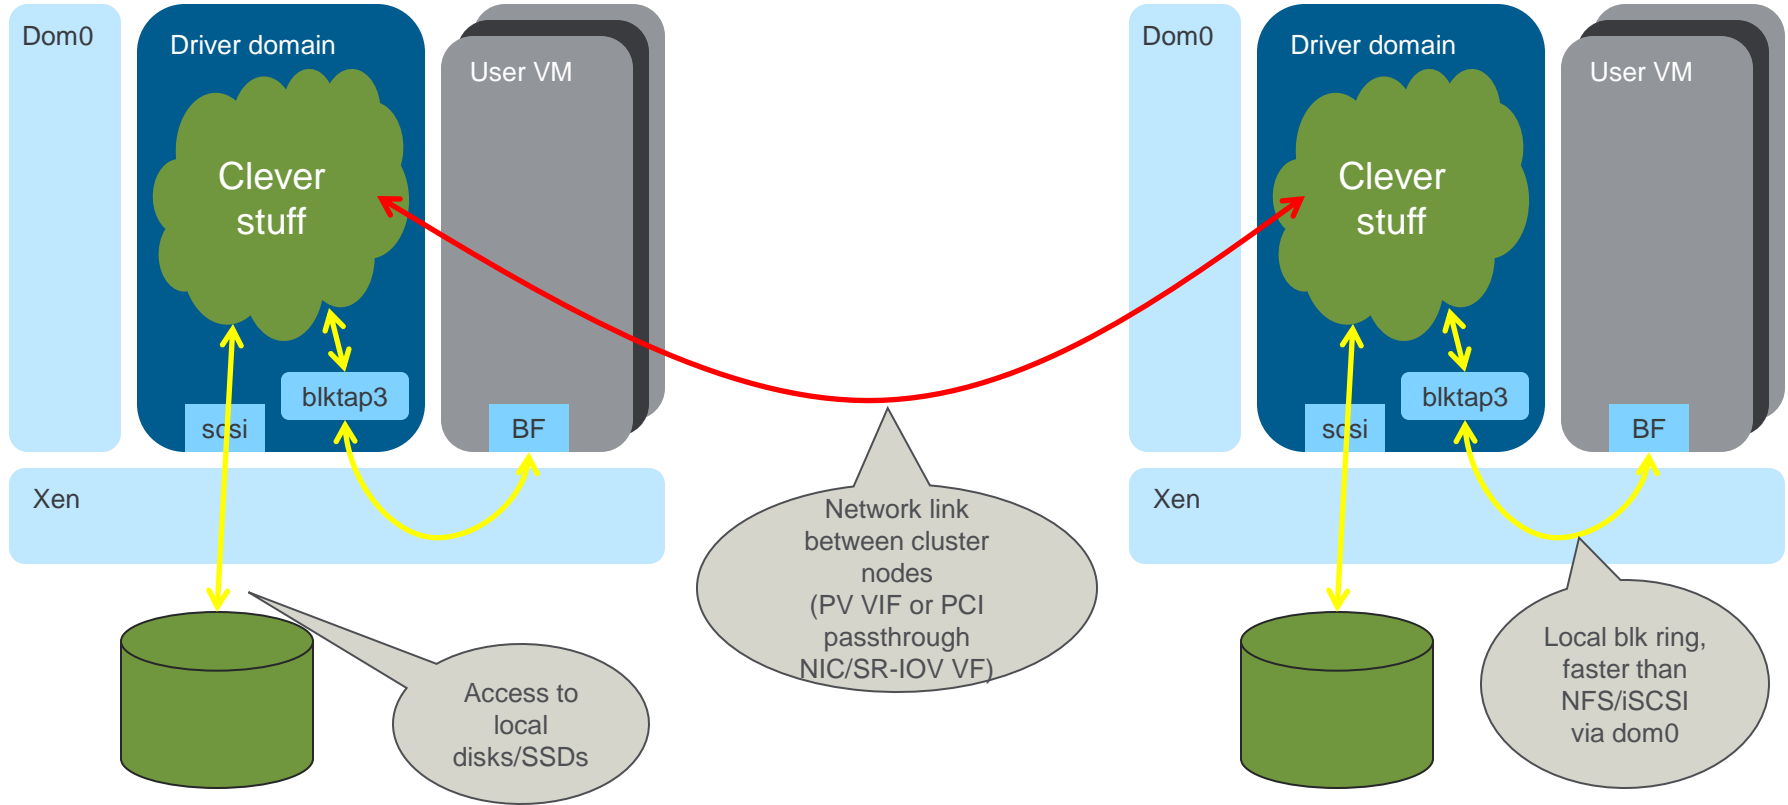 Dom0
Driver domain
User VM
Clever
stuff
blktap3
scsi
BF
Xen
Access to
local
disks/SSDs
Network link
between cluster
nodes
(PV VIF or PCI
passthrough
NIC/SR-IOV VF)
Dom0
Driver domain
User VM
Clever
stuff
blktap3
scsi
BF
Xen
Local blk ring,
faster than
NFS/iSCSI
via dom0